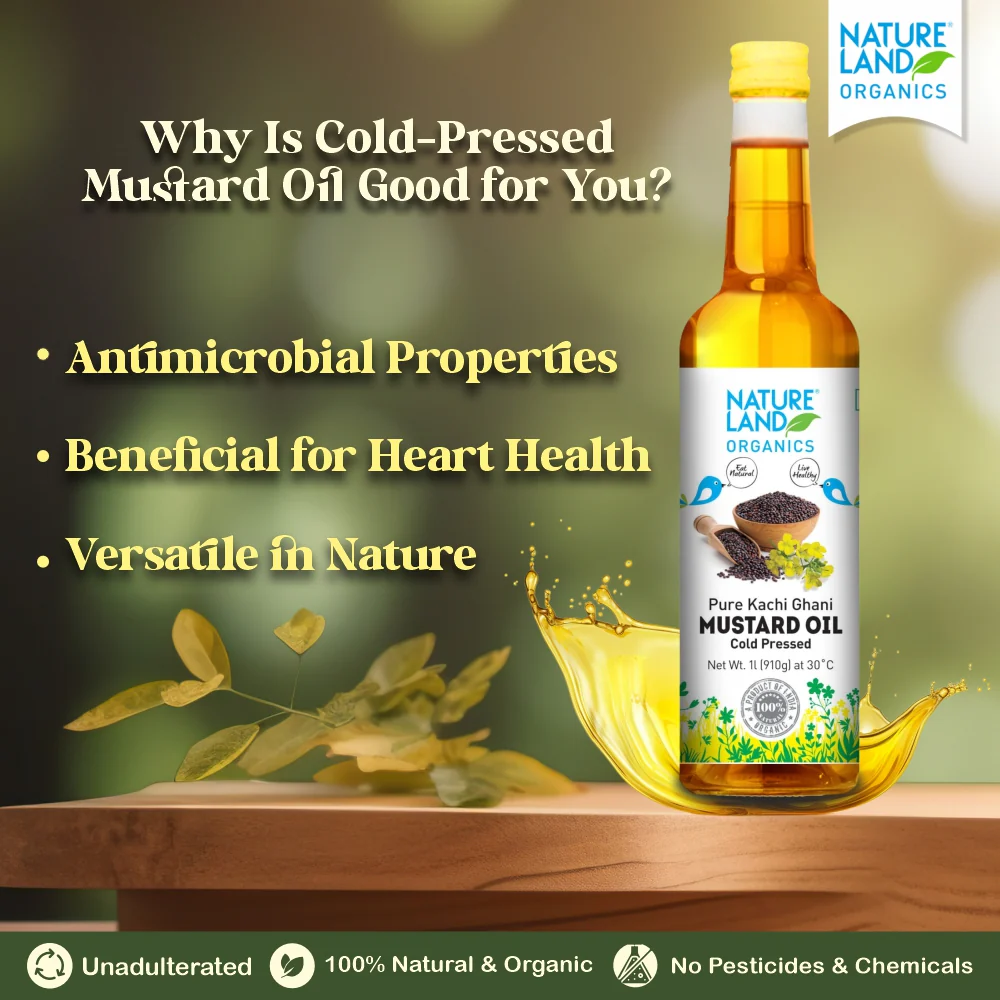 NATURE®
LAND
ORGANICS
Why Is Cold-Pressed
Mustard Oil Good for You?
• Antimicrobial Properties
• Beneficial for Heart Health
• Versatile in Nature
NATURE®
LAND
ORGANICS
Eat
Natural
Live
Healthy
Pure Kachi Ghani
MUSTARD OIL
Cold Pressed
Net Wt. 1l (910g) at 30°C
A PRODUCT OF INDIA
100%
NATURAL
ORGANIC
Unadulterated
100% Natural & Organic
No Pesticides & Chemicals